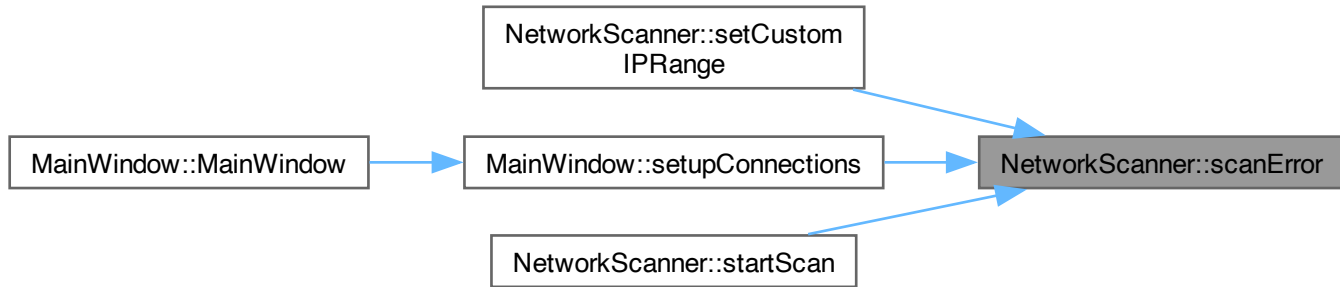 NetworkScanner::setCustom
IPRange
MainWindow::MainWindow
MainWindow::setupConnections
NetworkScanner::scanError
NetworkScanner::startScan